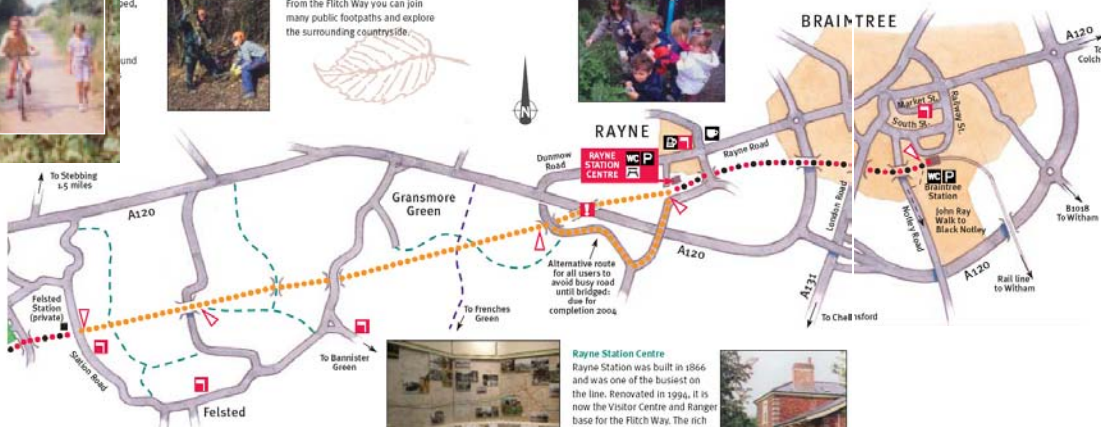 ped,
und
From the Flitch Way you can join
many public footpaths and explore
the surrounding countryside.
N
BRAINTREE
A120
To
Colch
Market St.
South St.
Railway St.
RAYNE
RAYNE
STATION
CENTRE
WC P
Dunmow
Road
Rayne Road
To Stebbing
1.5 miles
A120
Gransmore
Green
London Road
WC P
Braintree
Station
Notley Road
John Ray
Walk to
Black Notley
B1018
To Witham
A120
Rail line
to Witham
A120
A131
To Chelmsford
Alternative route
for all users to
avoid busy road
until bridged:
due for
completion 2004
Felsted
Station
(private)
To Frenches
Green
Station Road
To Bannister
Green
Felsted
Rayne Station Centre
Rayne Station was built in 1866
and was one of the busiest on
the line. Renovated in 1994, it is
now the Visitor Centre and Ranger
base for the Flitch Way. The rich